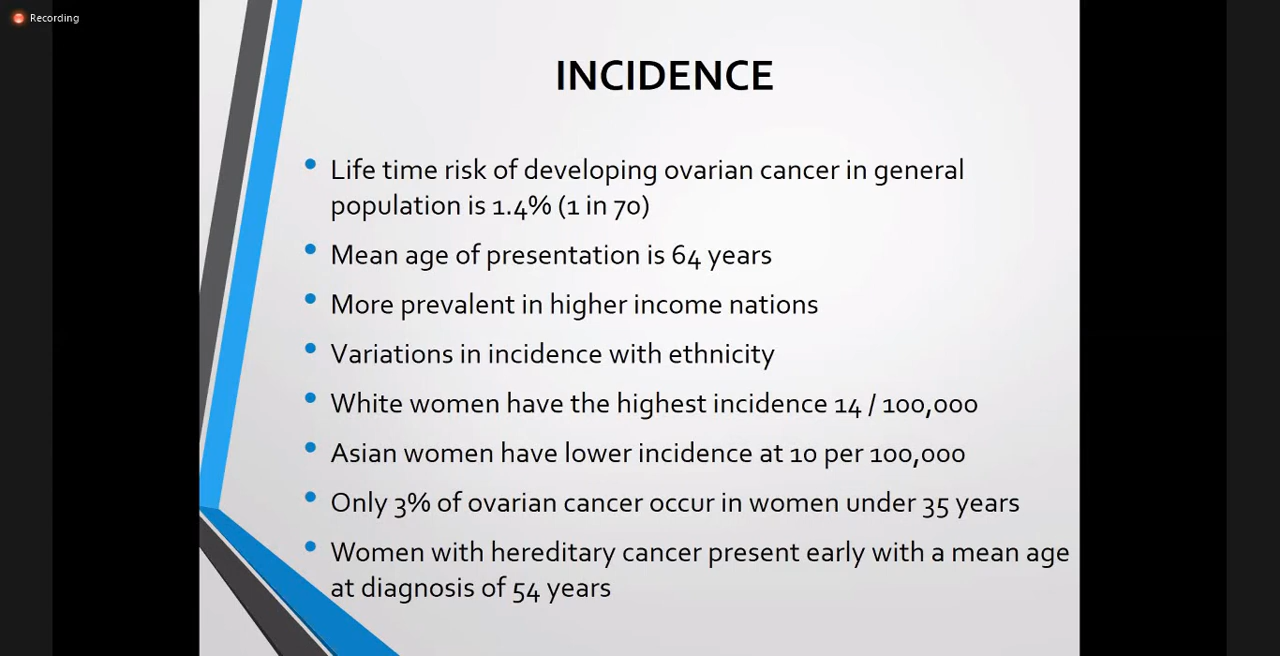 Recording
INCIDENCE
• Life time risk of developing ovarian cancer in general
population is 1.4% (1 in 70)
• Mean age of presentation is 64 years
• More prevalent in higher income nations
• Variations in incidence with ethnicity
• White women have the highest incidence 14 / 100,000
• Asian women have lower incidence at 10 per 100,000
• Only 3% of ovarian cancer occur in women under 35 years
• Women with hereditary cancer present early with a mean age
at diagnosis of 54 years